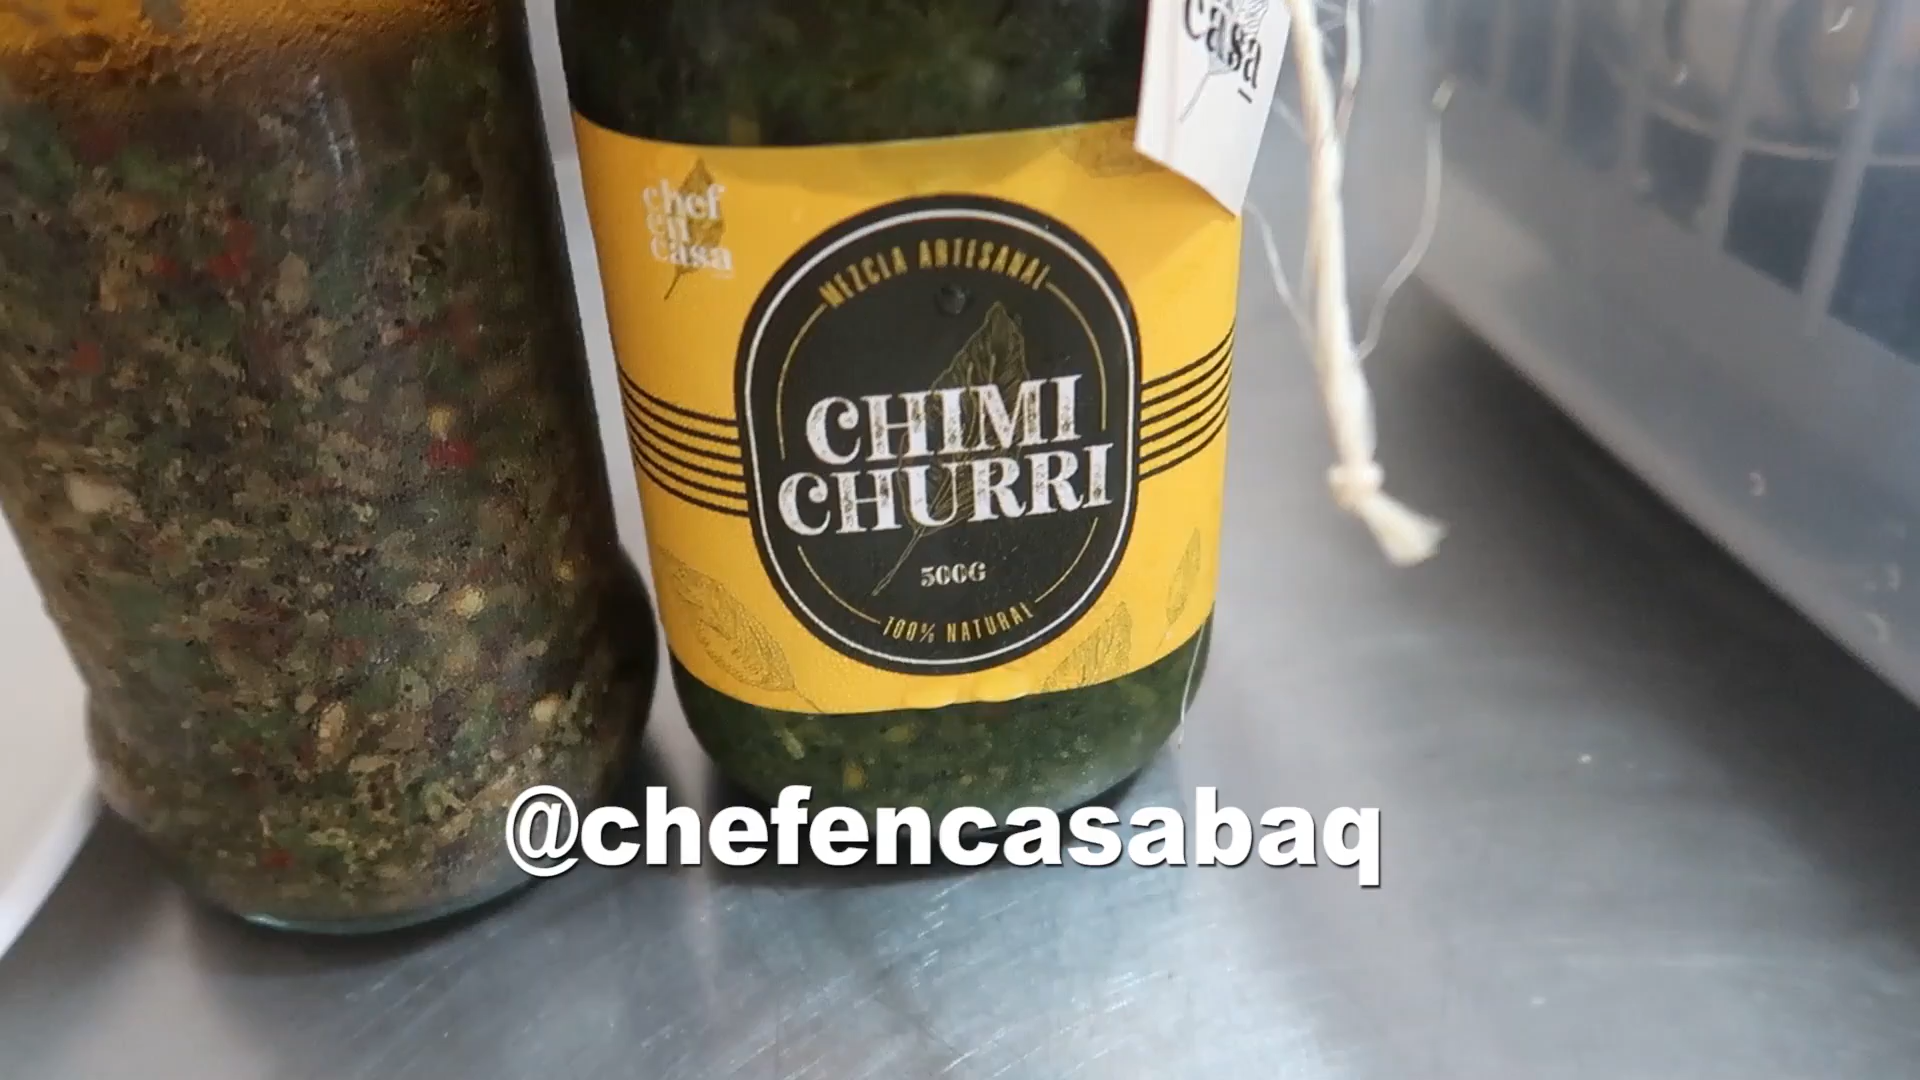 casa
chef
en
casa
MEZCLA ARTESANAL
CHIMI
CHURRI
500G
100% NATURAL
@chefencasabaq